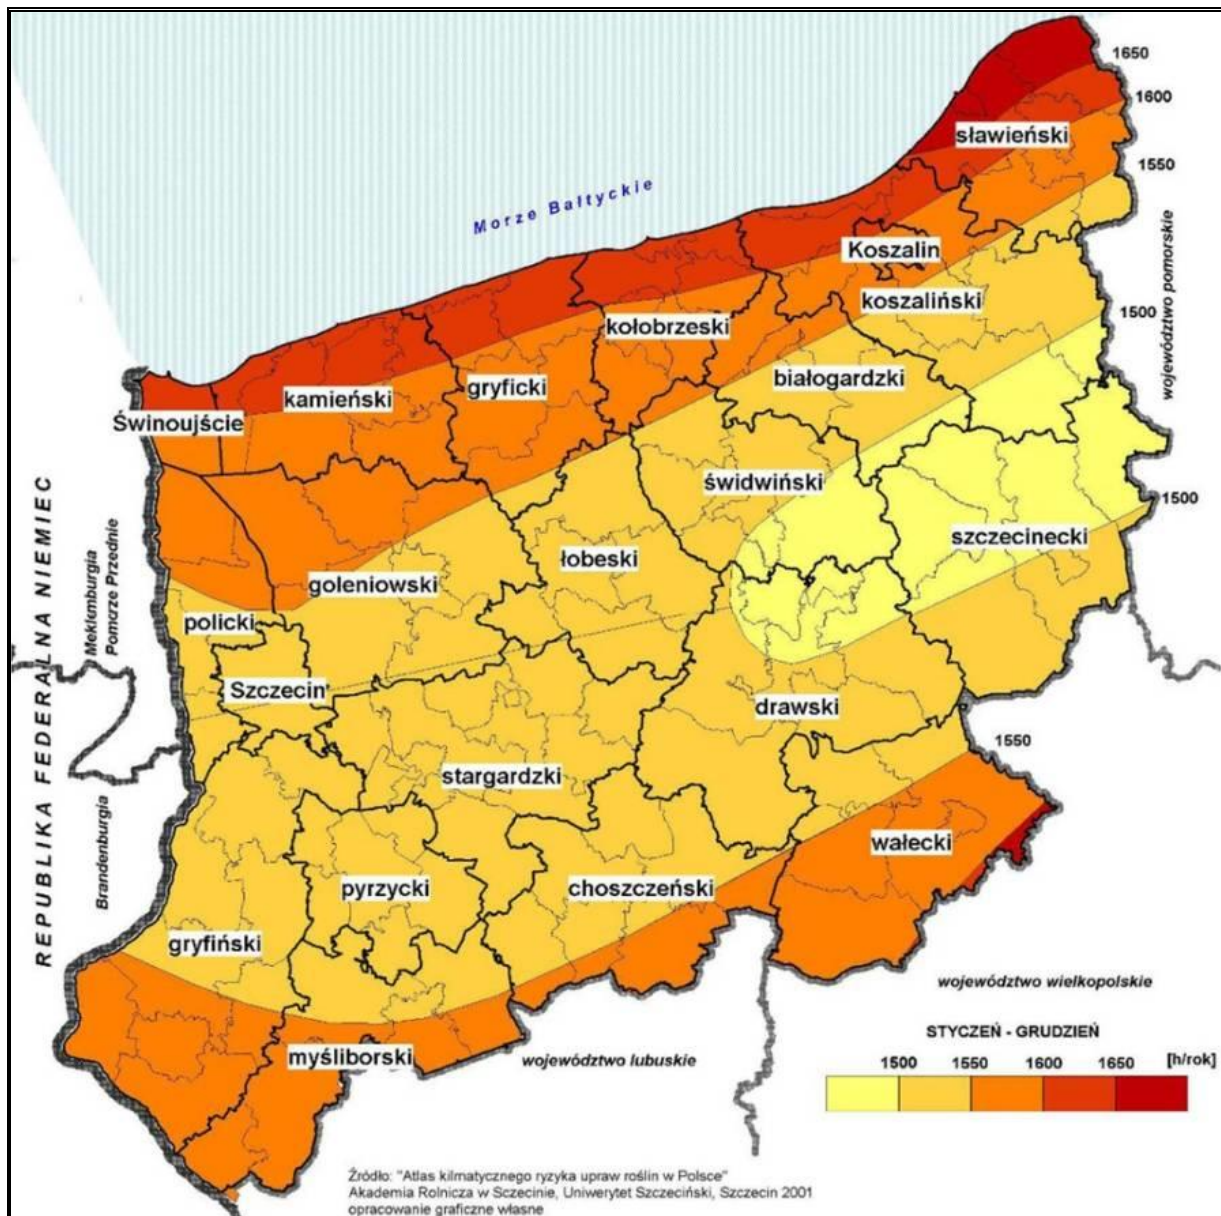 1650
1600
sławieński
1550
Morze Bałtyckie
województwo pomorskie
Koszalin
koszaliński
1500
kołobrzeski
gryficki
białogardzki
kamieński
Świnoujście
świdwiński
1500
szczecinecki
REPUBLIKA FEDERALNA NIEMIEC
Meklemburgia
Pomorze Przednie
łobeski
goleniowski
policki
Szczecin
drawski
1550
stargardzki
Brandenburgia
wałecki
pyrzycki
choszczeński
gryfiński
województwo wielkopolskie
STYCZEŃ - GRUDZIEŃ
myśliborski
województwo lubuskie
1500 1550 1600 1650 [h/rok]
Źródło: "Atlas kilmatycznego ryzyka upraw roślin w Polsce"
Akademia Rolnicza w Sczecinie, Uniwerytet Szczeciński, Szczecin 2001
opracowanie graficzne własne